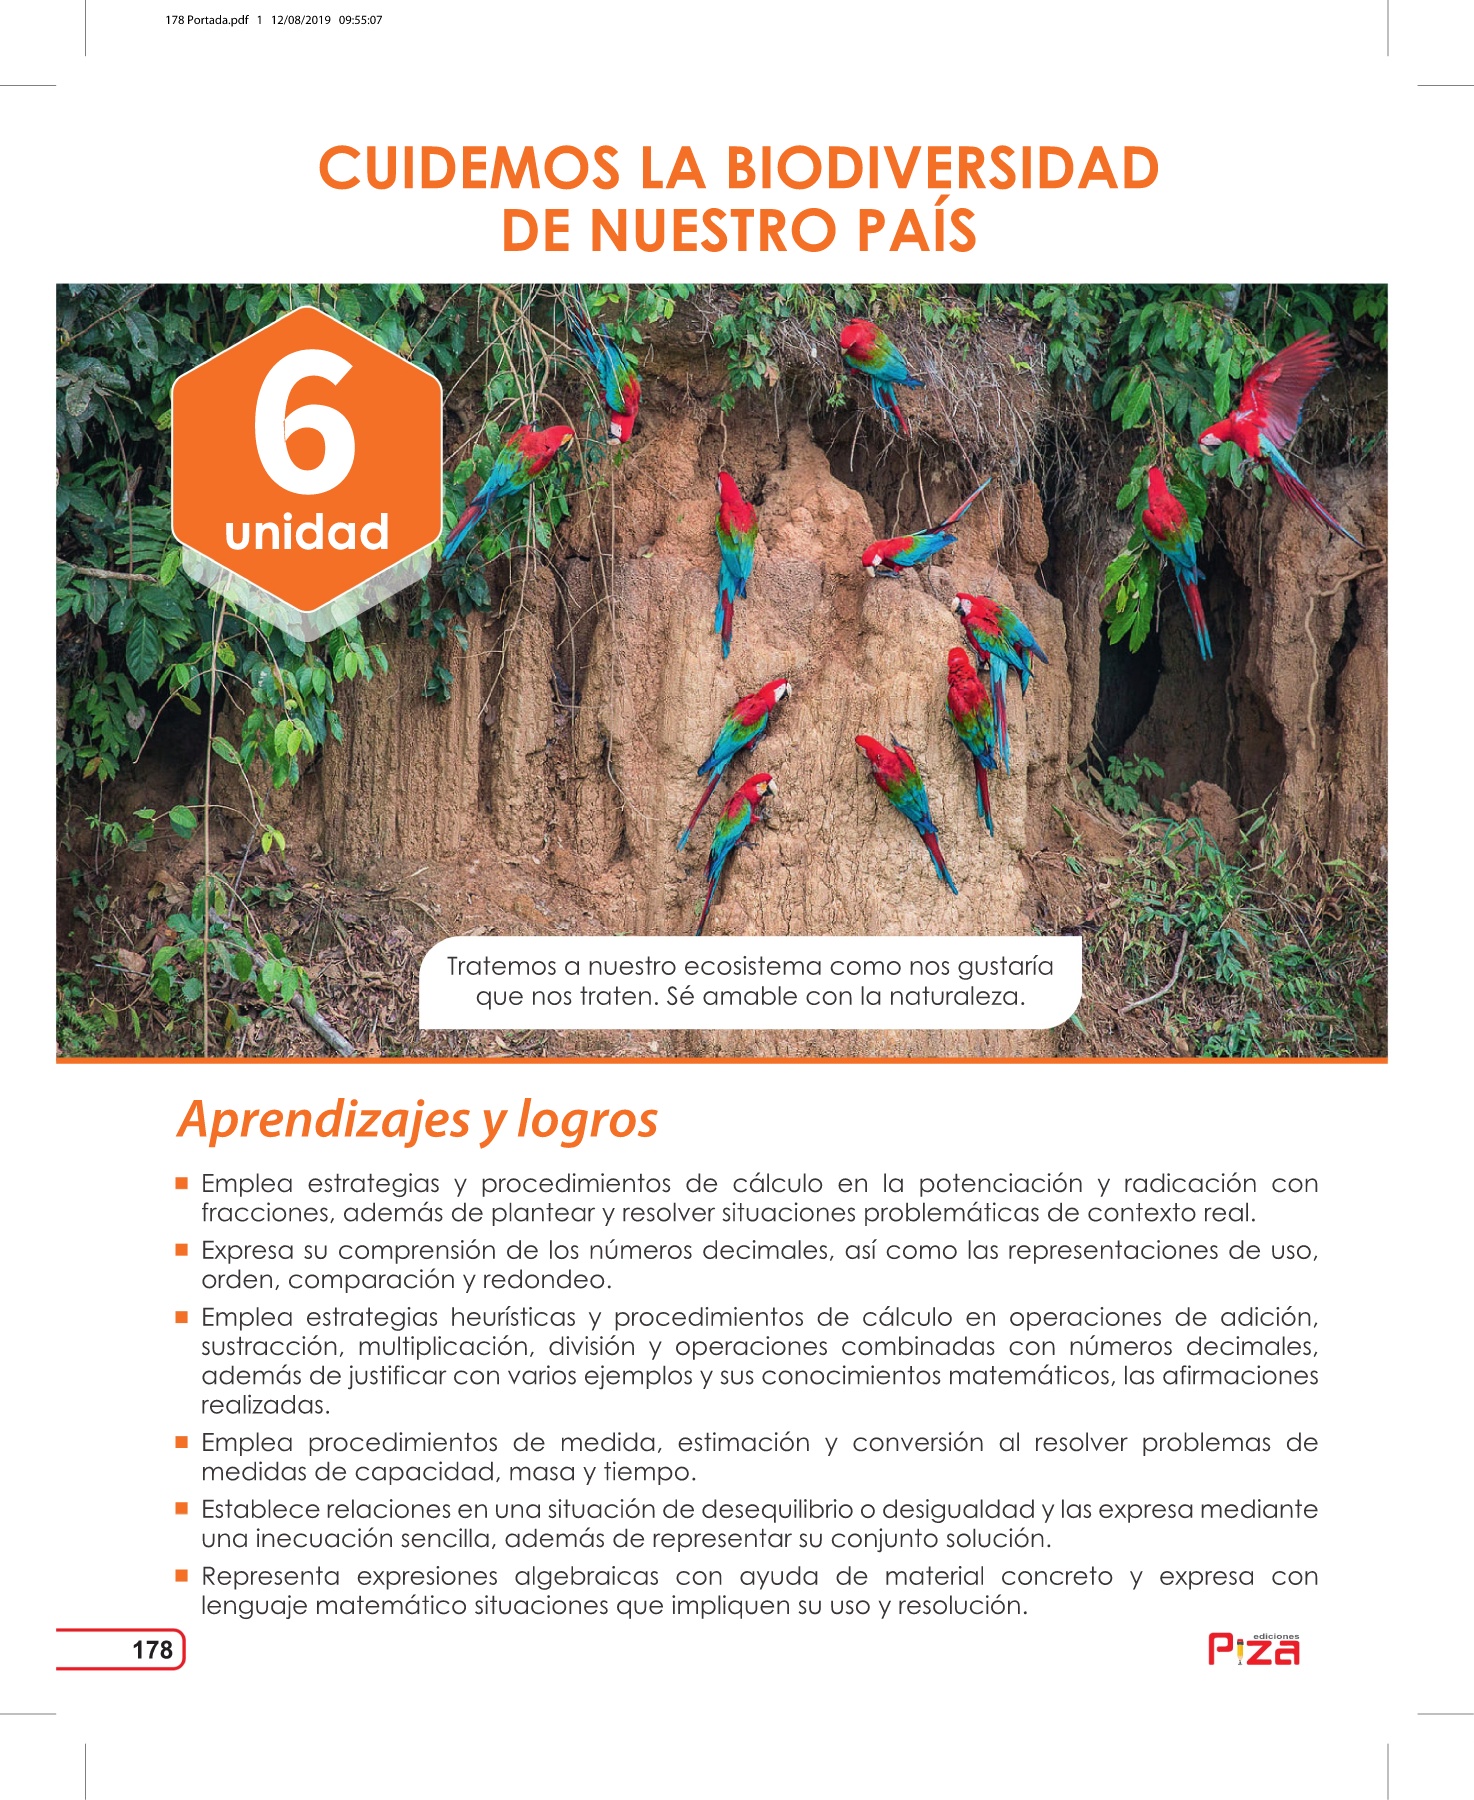 178 Portada.pdf 1 12/08/2019 09:55:07
CUIDEMOS LA BIODIVERSIDAD
DE NUESTRO PAÍS
6
unidad
Tratemos a nuestro ecosistema como nos gustaría
que nos traten. Sé amable con la naturaleza.
Aprendizajes y logros
Emplea estrategias y procedimientos de cálculo en la potenciación y radicación con
fracciones, además de plantear y resolver situaciones problemáticas de contexto real.
Expresa su comprensión de los números decimales, así como las representaciones de uso,
orden, comparación y redondeo.
Emplea estrategias heurísticas y procedimientos de cálculo en operaciones de adición,
sustracción, multiplicación, división y operaciones combinadas con números decimales,
además de justificar con varios ejemplos y sus conocimientos matemáticos, las afirmaciones
realizadas.
Emplea procedimientos de medida, estimación y conversión al resolver problemas de
medidas de capacidad, masa y tiempo.
Establece relaciones en una situación de desequilibrio o desigualdad y las expresa mediante
una inecuación sencilla, además de representar su conjunto solución.
Representa expresiones algebraicas con ayuda de material concreto y expresa con
lenguaje matemático situaciones que impliquen su uso y resolución.
178
ediciones
Piza